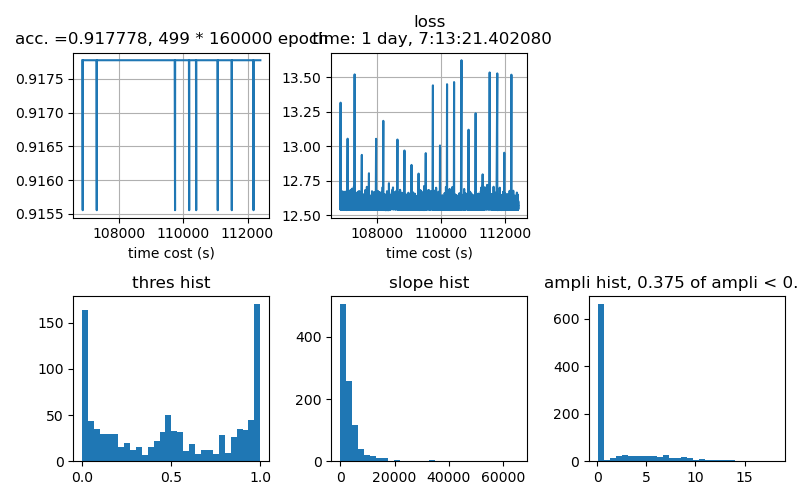 loss
acc. =0.917778, 499 * 160000 epoch
time: 1 day, 7:13:21.402080
0.9175
0.9170
0.9165
0.9160
0.9155
108000 110000 112000
time cost (s)
13.50
13.25
13.00
12.75
12.50
108000 110000 112000
time cost (s)
thres hist
150
100
50
0
0.0 0.5 1.0
slope hist
400
200
0
0 20000 40000 60000
ampli hist, 0.375 of ampli < 0.
600
400
200
0
0 5 10 15